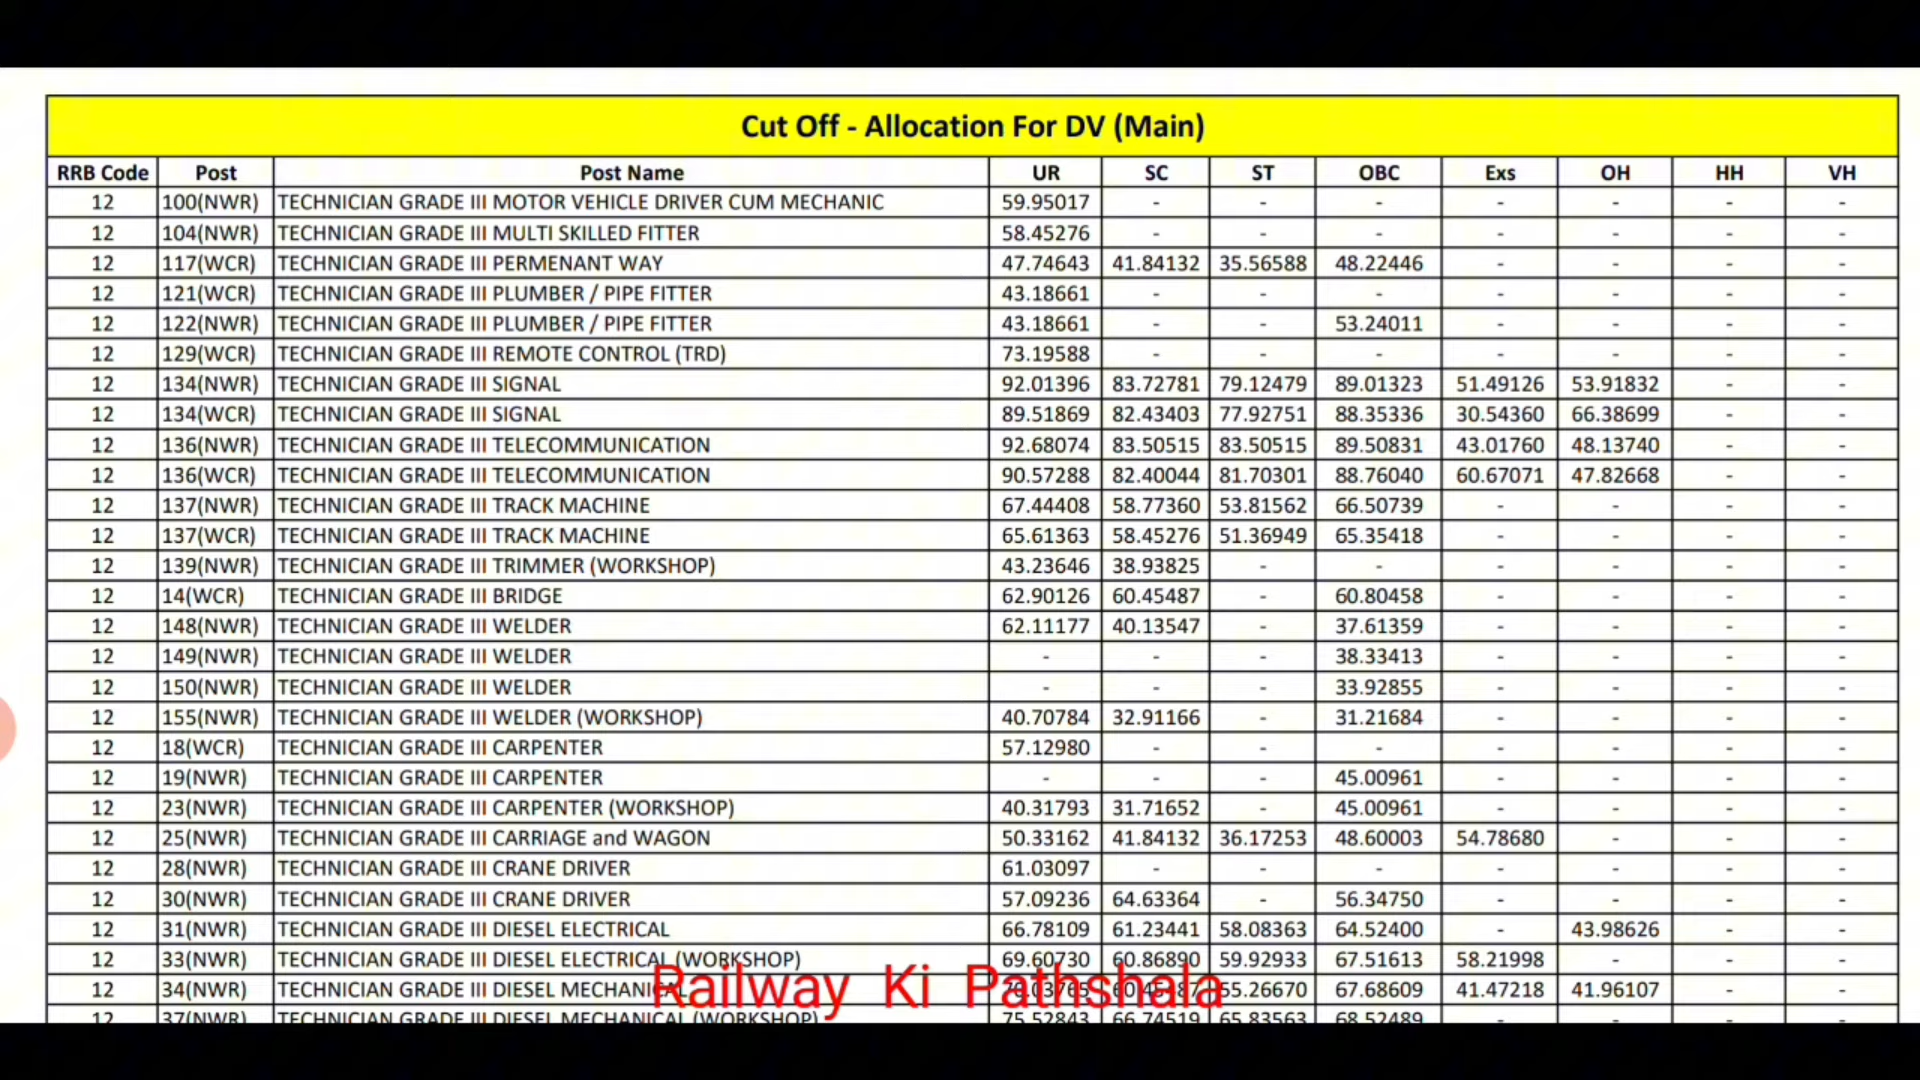 Cut Off - Allocation For DV (Main)
RRB Code Post Post Name UR SC ST OBC Exs OH HH VH
12 100(NWR) TECHNICIAN GRADE III MOTOR VEHICLE DRIVER CUM MECHANIC 59.95017 - - - - - - -
12 104(NWR) TECHNICIAN GRADE III MULTI SKILLED FITTER 58.45276 - - - - - - -
12 117(WCR) TECHNICIAN GRADE III PERMENANT WAY 47.74643 41.84132 35.56588 48.22446 - - - -
12 121(WCR) TECHNICIAN GRADE III PLUMBER / PIPE FITTER 43.18661 - - - - - - -
12 122(NWR) TECHNICIAN GRADE III PLUMBER / PIPE FITTER 43.18661 - - 53.24011 - - - -
12 129(WCR) TECHNICIAN GRADE III REMOTE CONTROL (TRD) 73.19588 - - - - - - -
12 134(NWR) TECHNICIAN GRADE III SIGNAL 92.01396 83.72781 79.12479 89.01323 51.49126 53.91832 - -
12 134(WCR) TECHNICIAN GRADE III SIGNAL 89.51869 82.43403 77.92751 88.35336 30.54360 66.38699 - -
12 136(NWR) TECHNICIAN GRADE III TELECOMMUNICATION 92.68074 83.50515 83.50515 89.50831 43.01760 48.13740 - -
12 136(WCR) TECHNICIAN GRADE III TELECOMMUNICATION 90.57288 82.40044 81.70301 88.76040 60.67071 47.82668 - -
12 137(NWR) TECHNICIAN GRADE III TRACK MACHINE 67.44408 58.77360 53.81562 66.50739 - - - -
12 137(WCR) TECHNICIAN GRADE III TRACK MACHINE 65.61363 58.45276 51.36949 65.35418 - - - -
12 139(NWR) TECHNICIAN GRADE III TRIMMER (WORKSHOP) 43.23646 38.93825 - - - - - -
12 14(WCR) TECHNICIAN GRADE III BRIDGE 62.90126 60.45487 - 60.80458 - - - -
12 148(NWR) TECHNICIAN GRADE III WELDER 62.11177 40.13547 - 37.61359 - - - -
12 149(NWR) TECHNICIAN GRADE III WELDER - - - 38.33413 - - - -
12 150(NWR) TECHNICIAN GRADE III WELDER - - - 33.92855 - - - -
12 155(NWR) TECHNICIAN GRADE III WELDER (WORKSHOP) 40.70784 32.91166 - 31.21684 - - - -
12 18(WCR) TECHNICIAN GRADE III CARPENTER 57.12980 - - - - - - -
12 19(NWR) TECHNICIAN GRADE III CARPENTER - - - 45.00961 - - - -
12 23(NWR) TECHNICIAN GRADE III CARPENTER (WORKSHOP) 40.31793 31.71652 - 45.00961 - - - -
12 25(NWR) TECHNICIAN GRADE III CARRIAGE and WAGON 50.33162 41.84132 36.17253 48.60003 54.78680 - - -
12 28(NWR) TECHNICIAN GRADE III CRANE DRIVER 61.03097 - - - - - - -
12 30(NWR) TECHNICIAN GRADE III CRANE DRIVER 57.09236 64.63364 - 56.34750 - - - -
12 31(NWR) TECHNICIAN GRADE III DIESEL ELECTRICAL 66.78109 61.23441 58.08363 64.52400 - 43.98626 - -
12 33(NWR) TECHNICIAN GRADE III DIESEL ELECTRICAL (WORKSHOP) 69.60730 60.86890 59.92933 67.51613 58.21998 - - -
12 34(NWR) TECHNICIAN GRADE III DIESEL MECHANICAL 55.26670 67.68609 41.47218 41.96107 - -
Railway Ki Pathshala
12 37(NWR) TECHNICIAN GRADE III DIESEL MECHANICAL (WORKSHOP) 75.52843 66.74519 65.83563 68.52489 - - - -